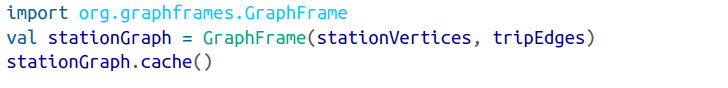 import org.graphframes.GraphFrame
val stationGraph = GraphFrame(stationVertices, tripEdges)
stationGraph.cache()